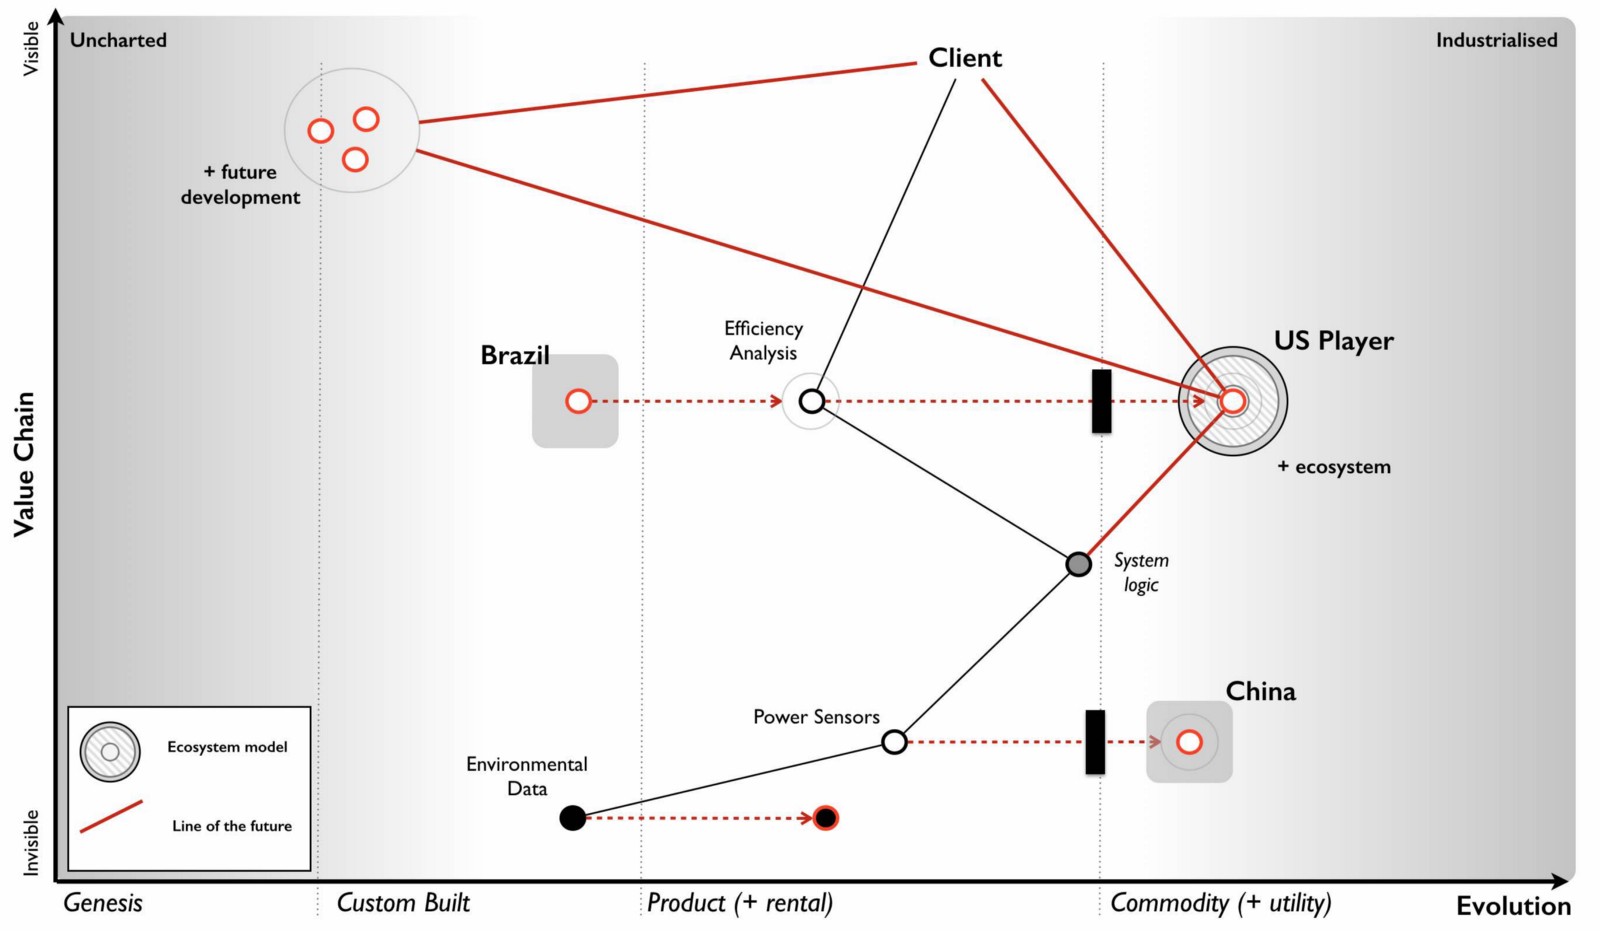 Visible
Uncharted
Client
Industrialised
+ future
development
Efficiency
Analysis
Brazil
US Player
+ ecosystem
Value Chain
System
logic
China
Power Sensors
Environmental
Data
Ecosystem model
Line of the future
Invisible
Genesis
Custom Built
Product (+ rental)
Commodity (+ utility)
Evolution